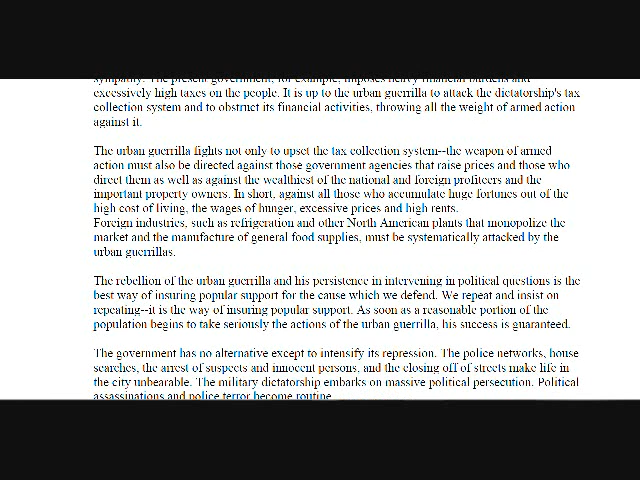 sympathy. The present government, for example, imposes heavy financial burdens and
excessively high taxes on the people. It is up to the urban guerrilla to attack the dictatorship's tax
collection system and to obstruct its financial activities, throwing all the weight of armed action
against it.
The urban guerrilla fights not only to upset the tax collection system--the weapon of armed
action must also be directed against those government agencies that raise prices and those who
direct them as well as against the wealthiest of the national and foreign profiteers and the
important property owners. In short, against all those who accumulate huge fortunes out of the
high cost of living, the wages of hunger, excessive prices and high rents.
Foreign industries, such as refrigeration and other North American plants that monopolize the
market and the manufacture of general food supplies, must be systematically attacked by the
urban guerrillas.
The rebellion of the urban guerrilla and his persistence in intervening in political questions is the
best way of insuring popular support for the cause which we defend. We repeat and insist on
repeating--it is the way of insuring popular support. As soon as a reasonable portion of the
population begins to take seriously the actions of the urban guerrilla, his success is guaranteed.
The government has no alternative except to intensify its repression. The police networks, house
searches, the arrest of suspects and innocent persons, and the closing off of streets make life in
the city unbearable. The military dictatorship embarks on massive political persecution. Political
assassinations and police terror become routine.